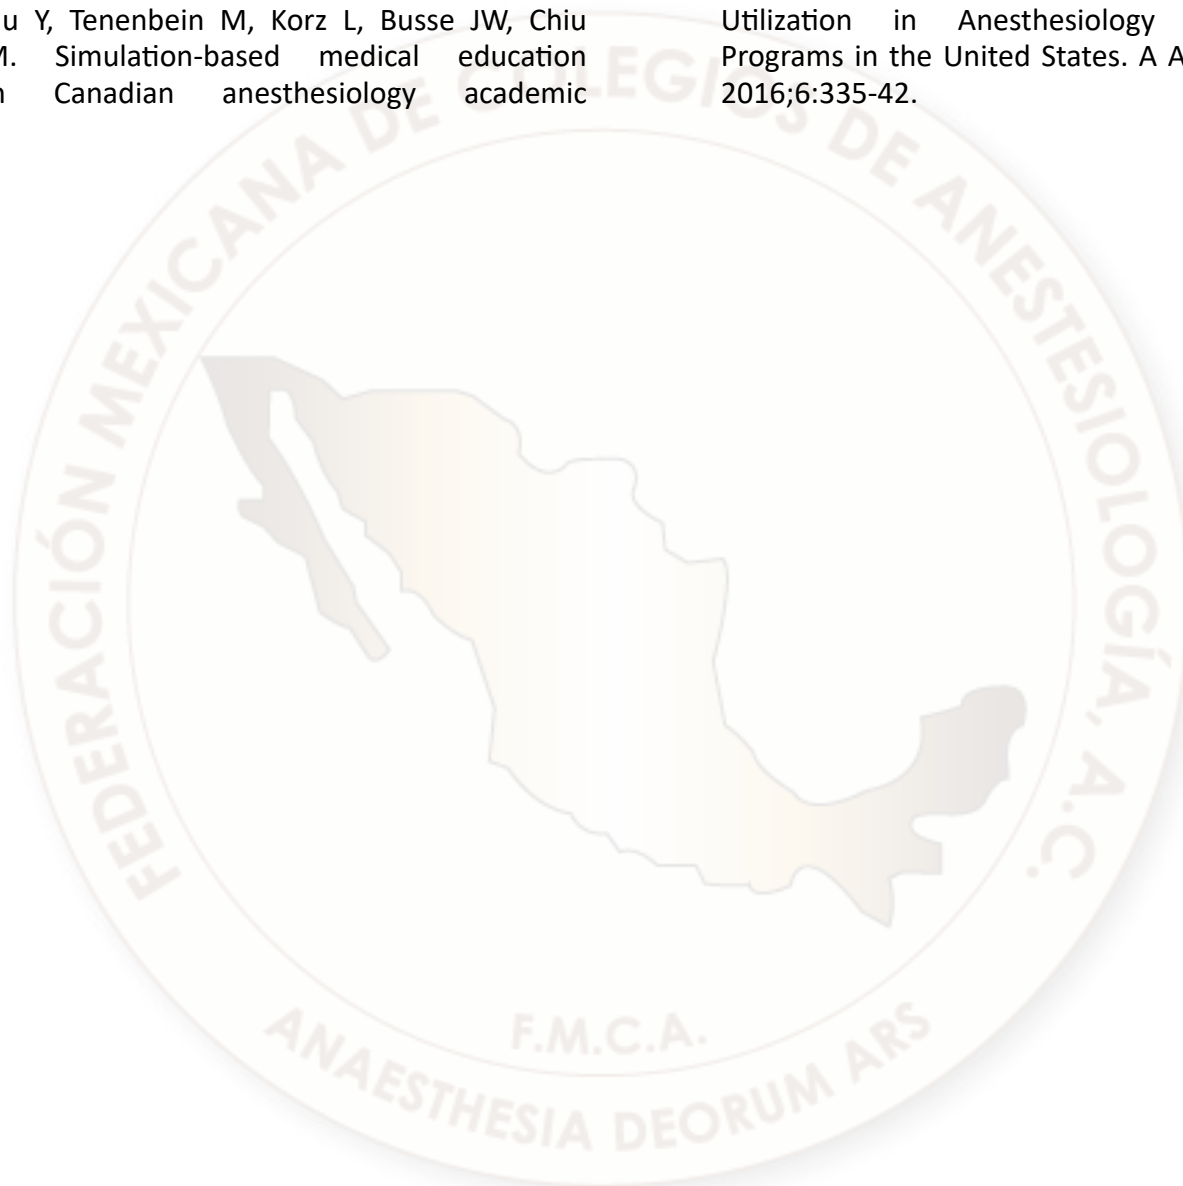 u Y, Tenenbein M, Korz L, Busse JW, Chiu
M. Simulation-based medical education
Canadian anesthesiology academic
Utilization in Anesthesiology
Programs in the United States. A A
2016;6:335-42.
FEDERACIÓN MEXICANA DE COLEGIOS DE ANESTESIOLOGÍA, A.C.
F.M.C.A.
ANAESTHESIA DEORUM ARS